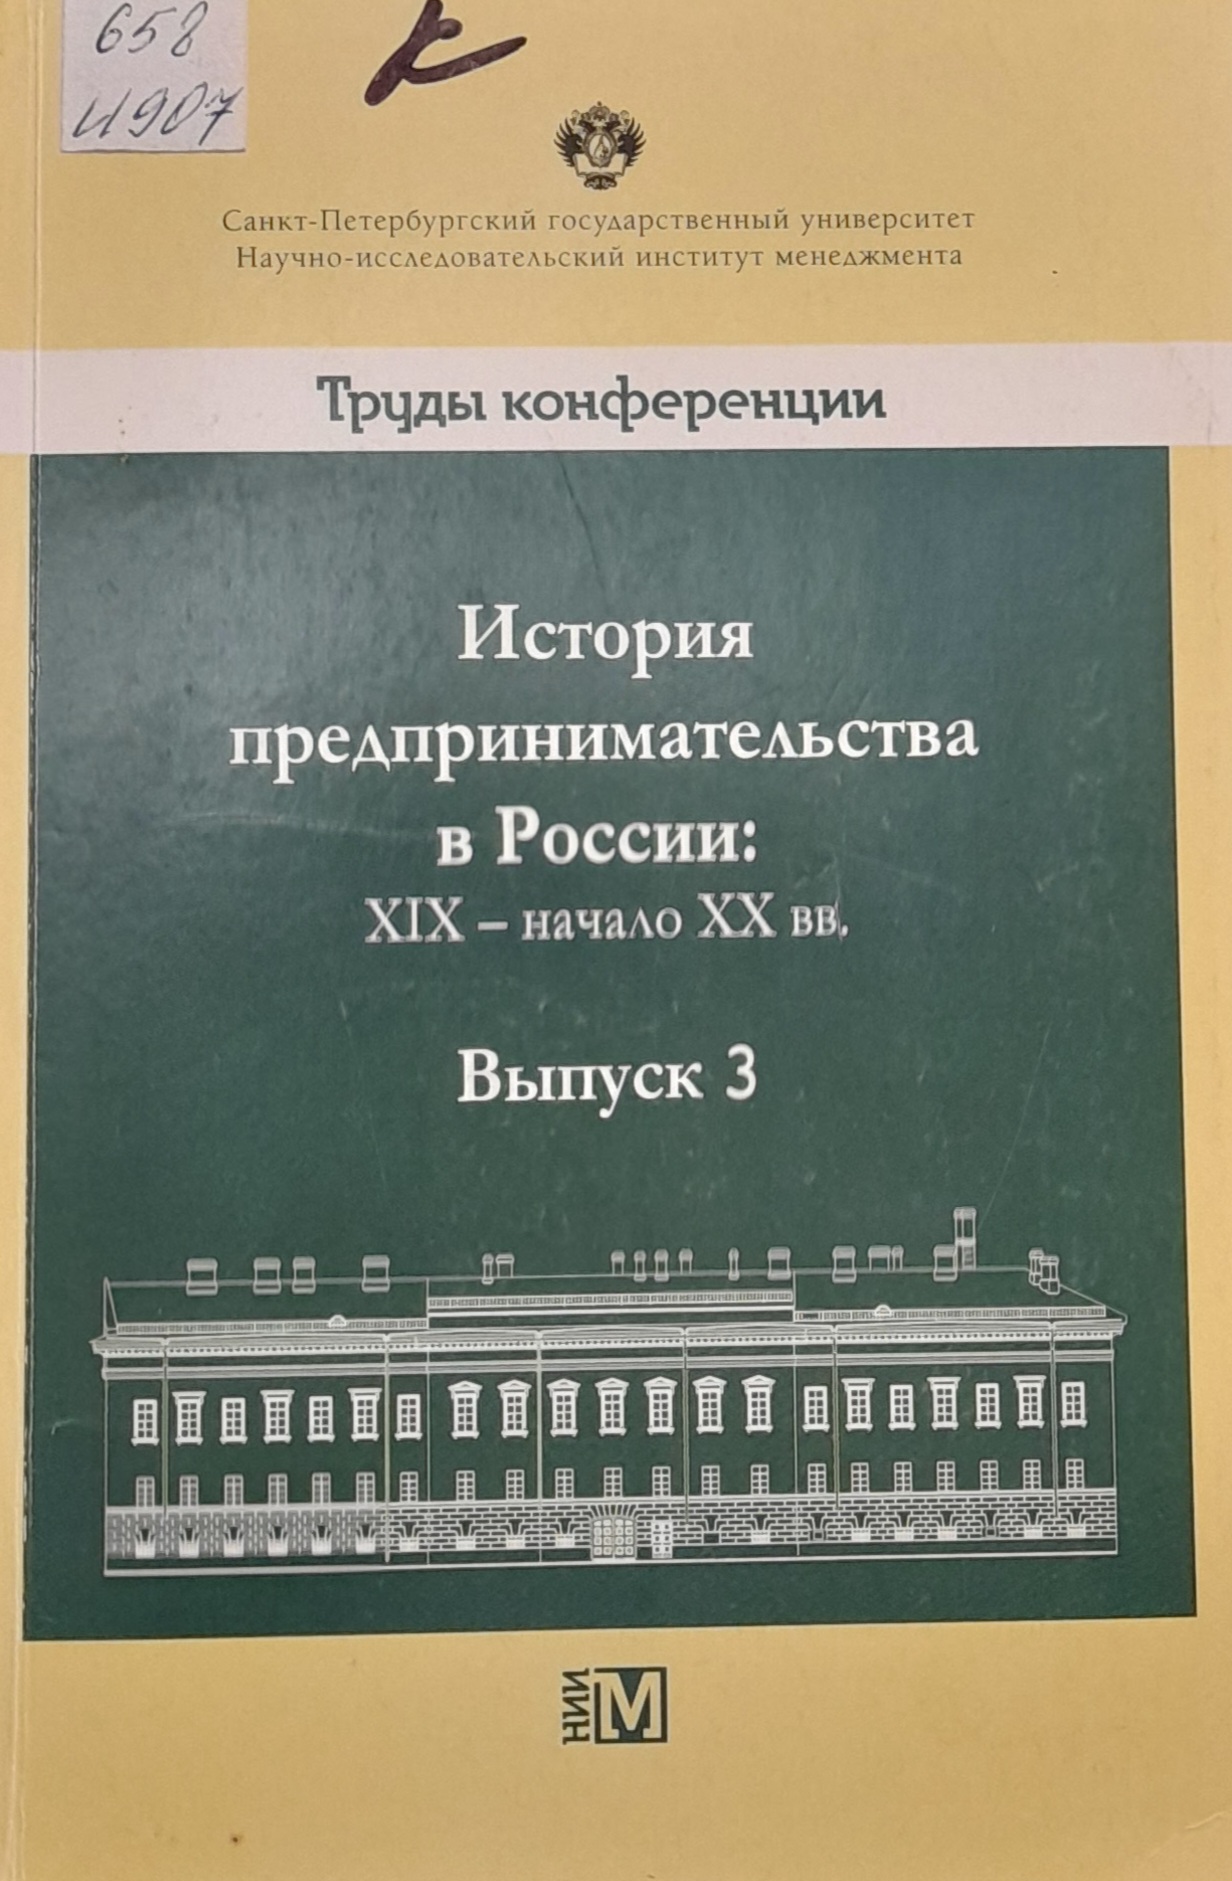 658
И907
к
Санкт-Петербургский государственный университет
Научно-исследовательский институт менеджмента
Труды конференции
История
предпринимательства
в России:
XIX – начало XX вв.
Выпуск 3
НИИ М